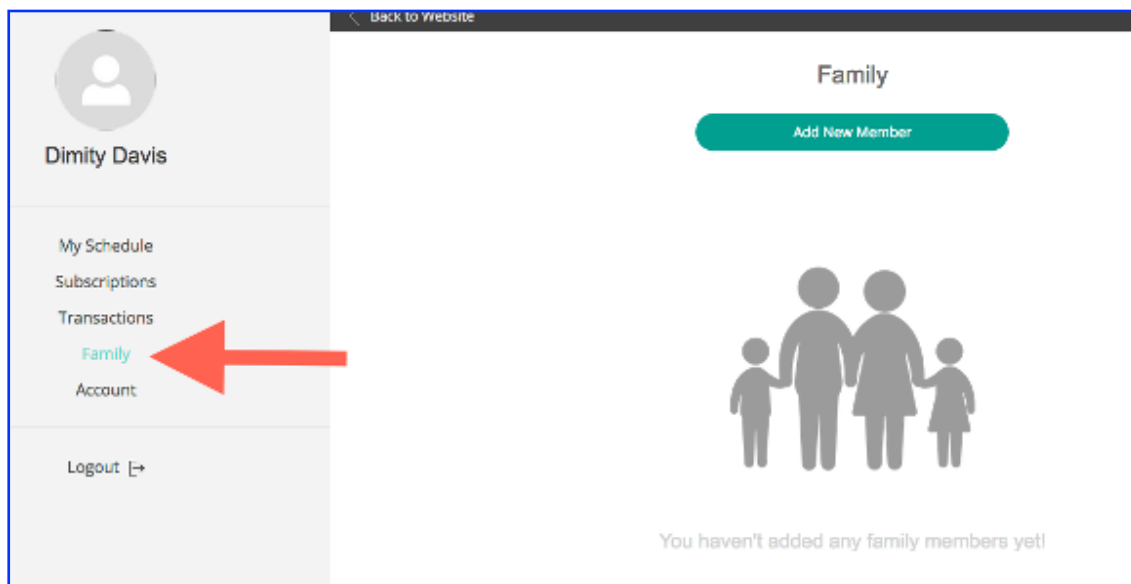 Back to Website
Dimity Davis
My Schedule
Subscriptions
Transactions
Family
Account
Logout
Family
Add New Member
You haven't added any family members yet!